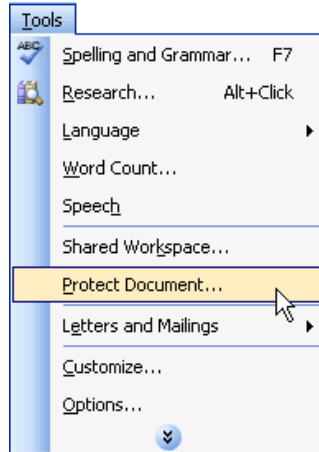 Tools
ABC
Spelling and Grammar... F7
Research... Alt+Click
Language
Word Count...
Speech
Shared Workspace...
Protect Document...
Letters and Mailings
Customize...
Options...